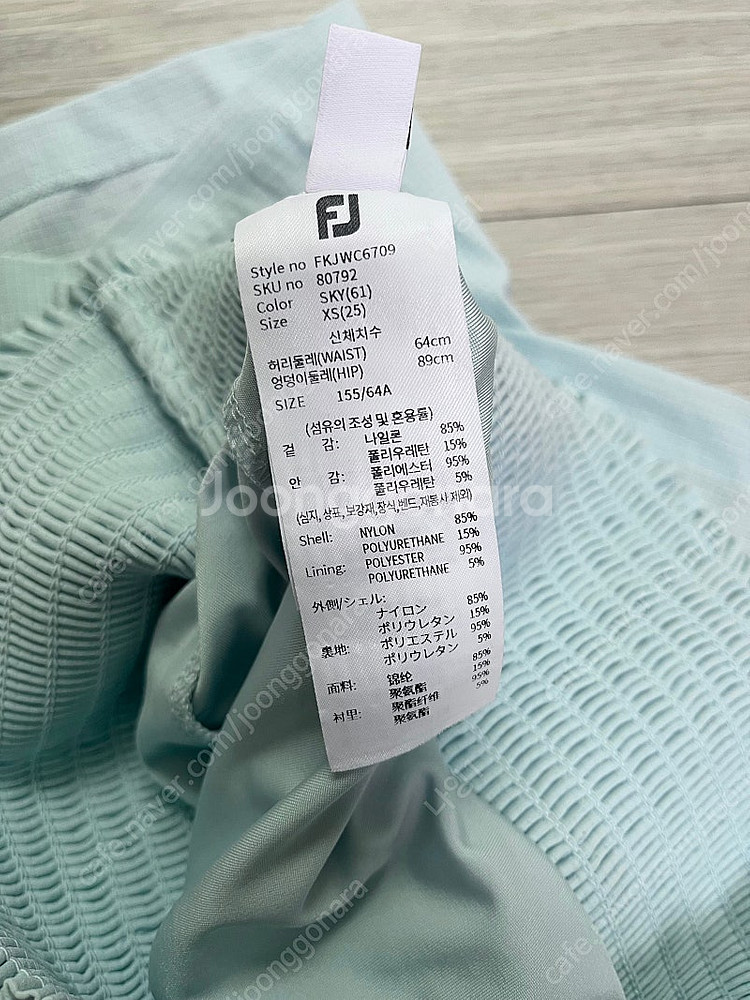 FJ
Style no FKJWC6709
SKU no 80792
Color SKY(61)
Size XS(25)
신체치수
허리둘레(WAIST) 64cm
엉덩이둘레(HIP) 89cm
SIZE 155/64A
(섬유의 조성 및 혼용률)
겉 감: 나일론 85%
폴리우레탄 15%
안 감: 폴리에스터 95%
폴리우레탄 5%
(심지, 상표, 보강재, 장식, 밴드, 재봉사 제외)
Shell: NYLON 85%
POLYURETHANE 15%
Lining: POLYESTER 95%
POLYURETHANE 5%
外側/シェル: ナイロン 85%
ポリウレタン 15%
裏地: ポリエステル 95%
ポリウレタン 5%
面料: 锦纶 85%
聚氨酯 15%
衬里: 聚酯纤维 95%
聚氨酯 5%
Joonggonara
cafe.naver.com/joonggonara